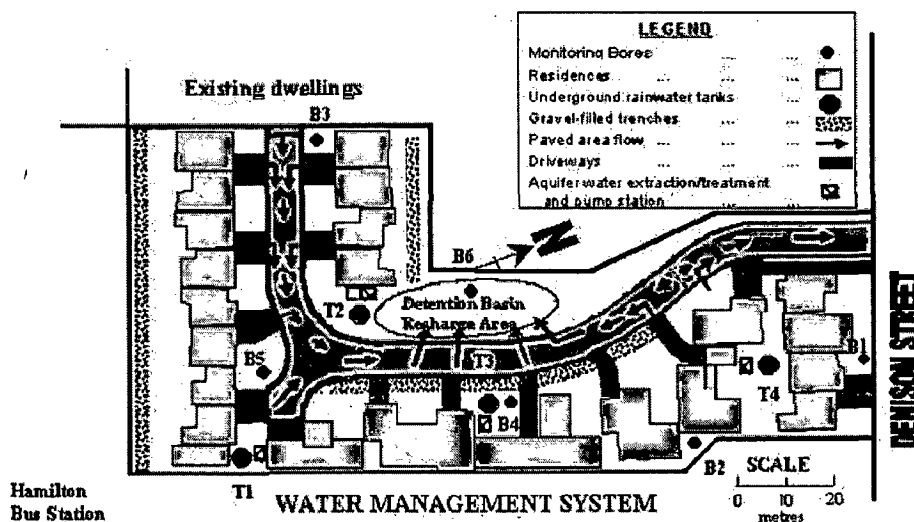 LEGEND
Monitoring Bores
Residences
Underground rainwater tanks
Gravel-filled trenches
Paved area flow
Driveways
Aquifer water extraction/treatment
and pump station
Existing dwellings
B3
B6
N
T2
Detention Basin
Recharge Area
B5
T3
B1
T4
B4
B2
T1
DENISON STREET
SCALE
0 10 20
metres
Hamilton
Bus Station
WATER MANAGEMENT SYSTEM